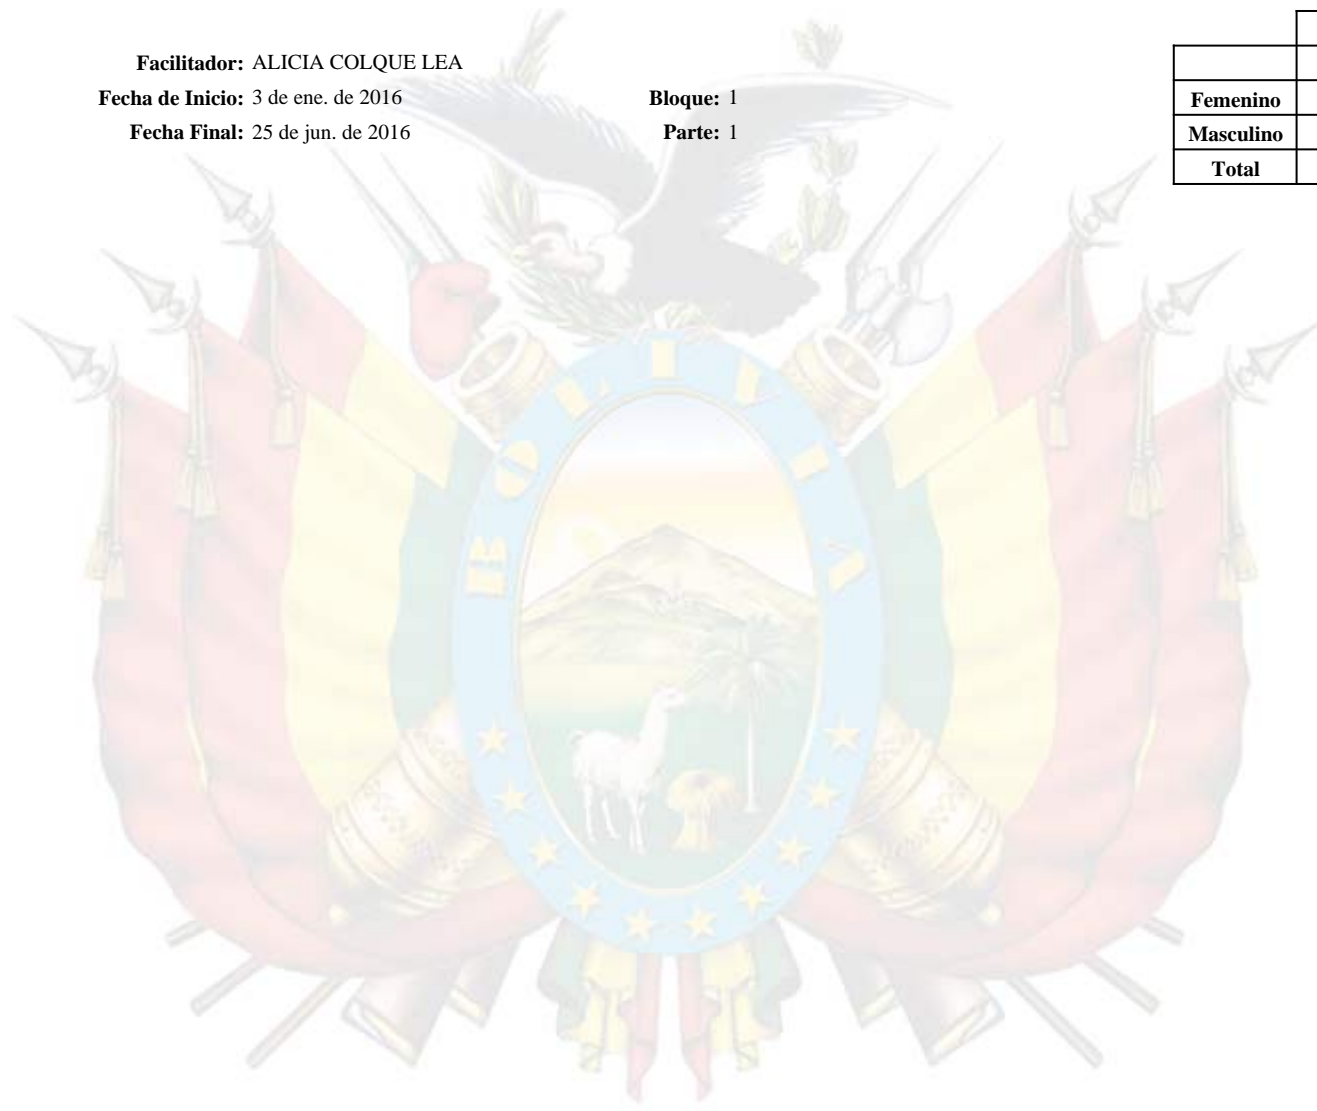 Facilitador: ALICIA COLQUE LEA
Fecha de Inicio: 3 de ene. de 2016 Bloque: 1
Fecha Final: 25 de jun. de 2016 Parte: 1
Femenino
Masculino
Total
BOLIVIA